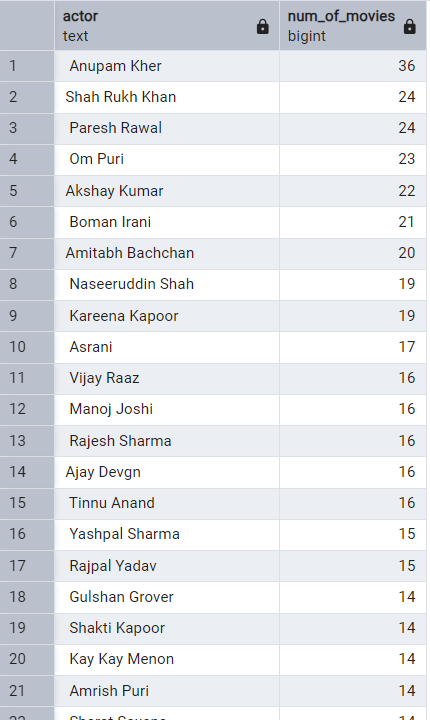 actor num_of_movies
text bigint
1 Anupam Kher 36
2 Shah Rukh Khan 24
3 Paresh Rawal 24
4 Om Puri 23
5 Akshay Kumar 22
6 Boman Irani 21
7 Amitabh Bachchan 20
8 Naseeruddin Shah 19
9 Kareena Kapoor 19
10 Asrani 17
11 Vijay Raaz 16
12 Manoj Joshi 16
13 Rajesh Sharma 16
14 Ajay Devgn 16
15 Tinnu Anand 16
16 Yashpal Sharma 15
17 Rajpal Yadav 15
18 Gulshan Grover 14
19 Shakti Kapoor 14
20 Kay Kay Menon 14
21 Amrish Puri 14